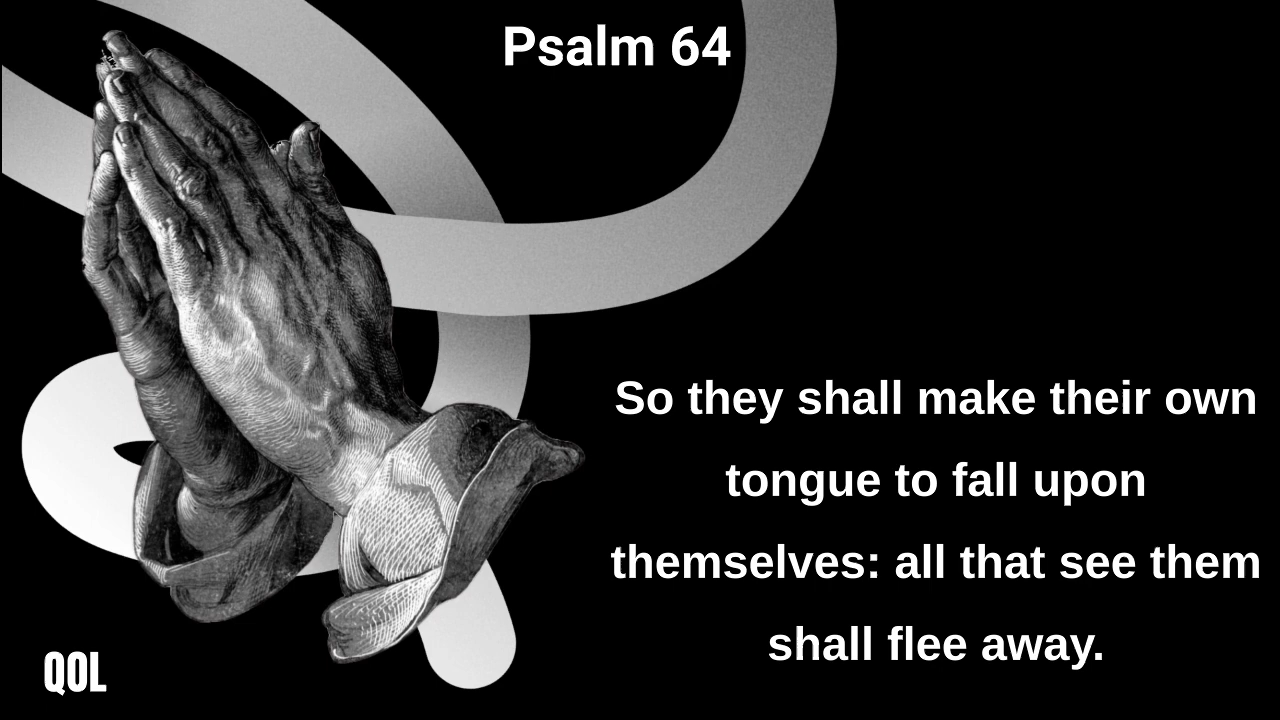 Psalm 64
So they shall make their own
tongue to fall upon
themselves: all that see them
shall flee away.
QOL